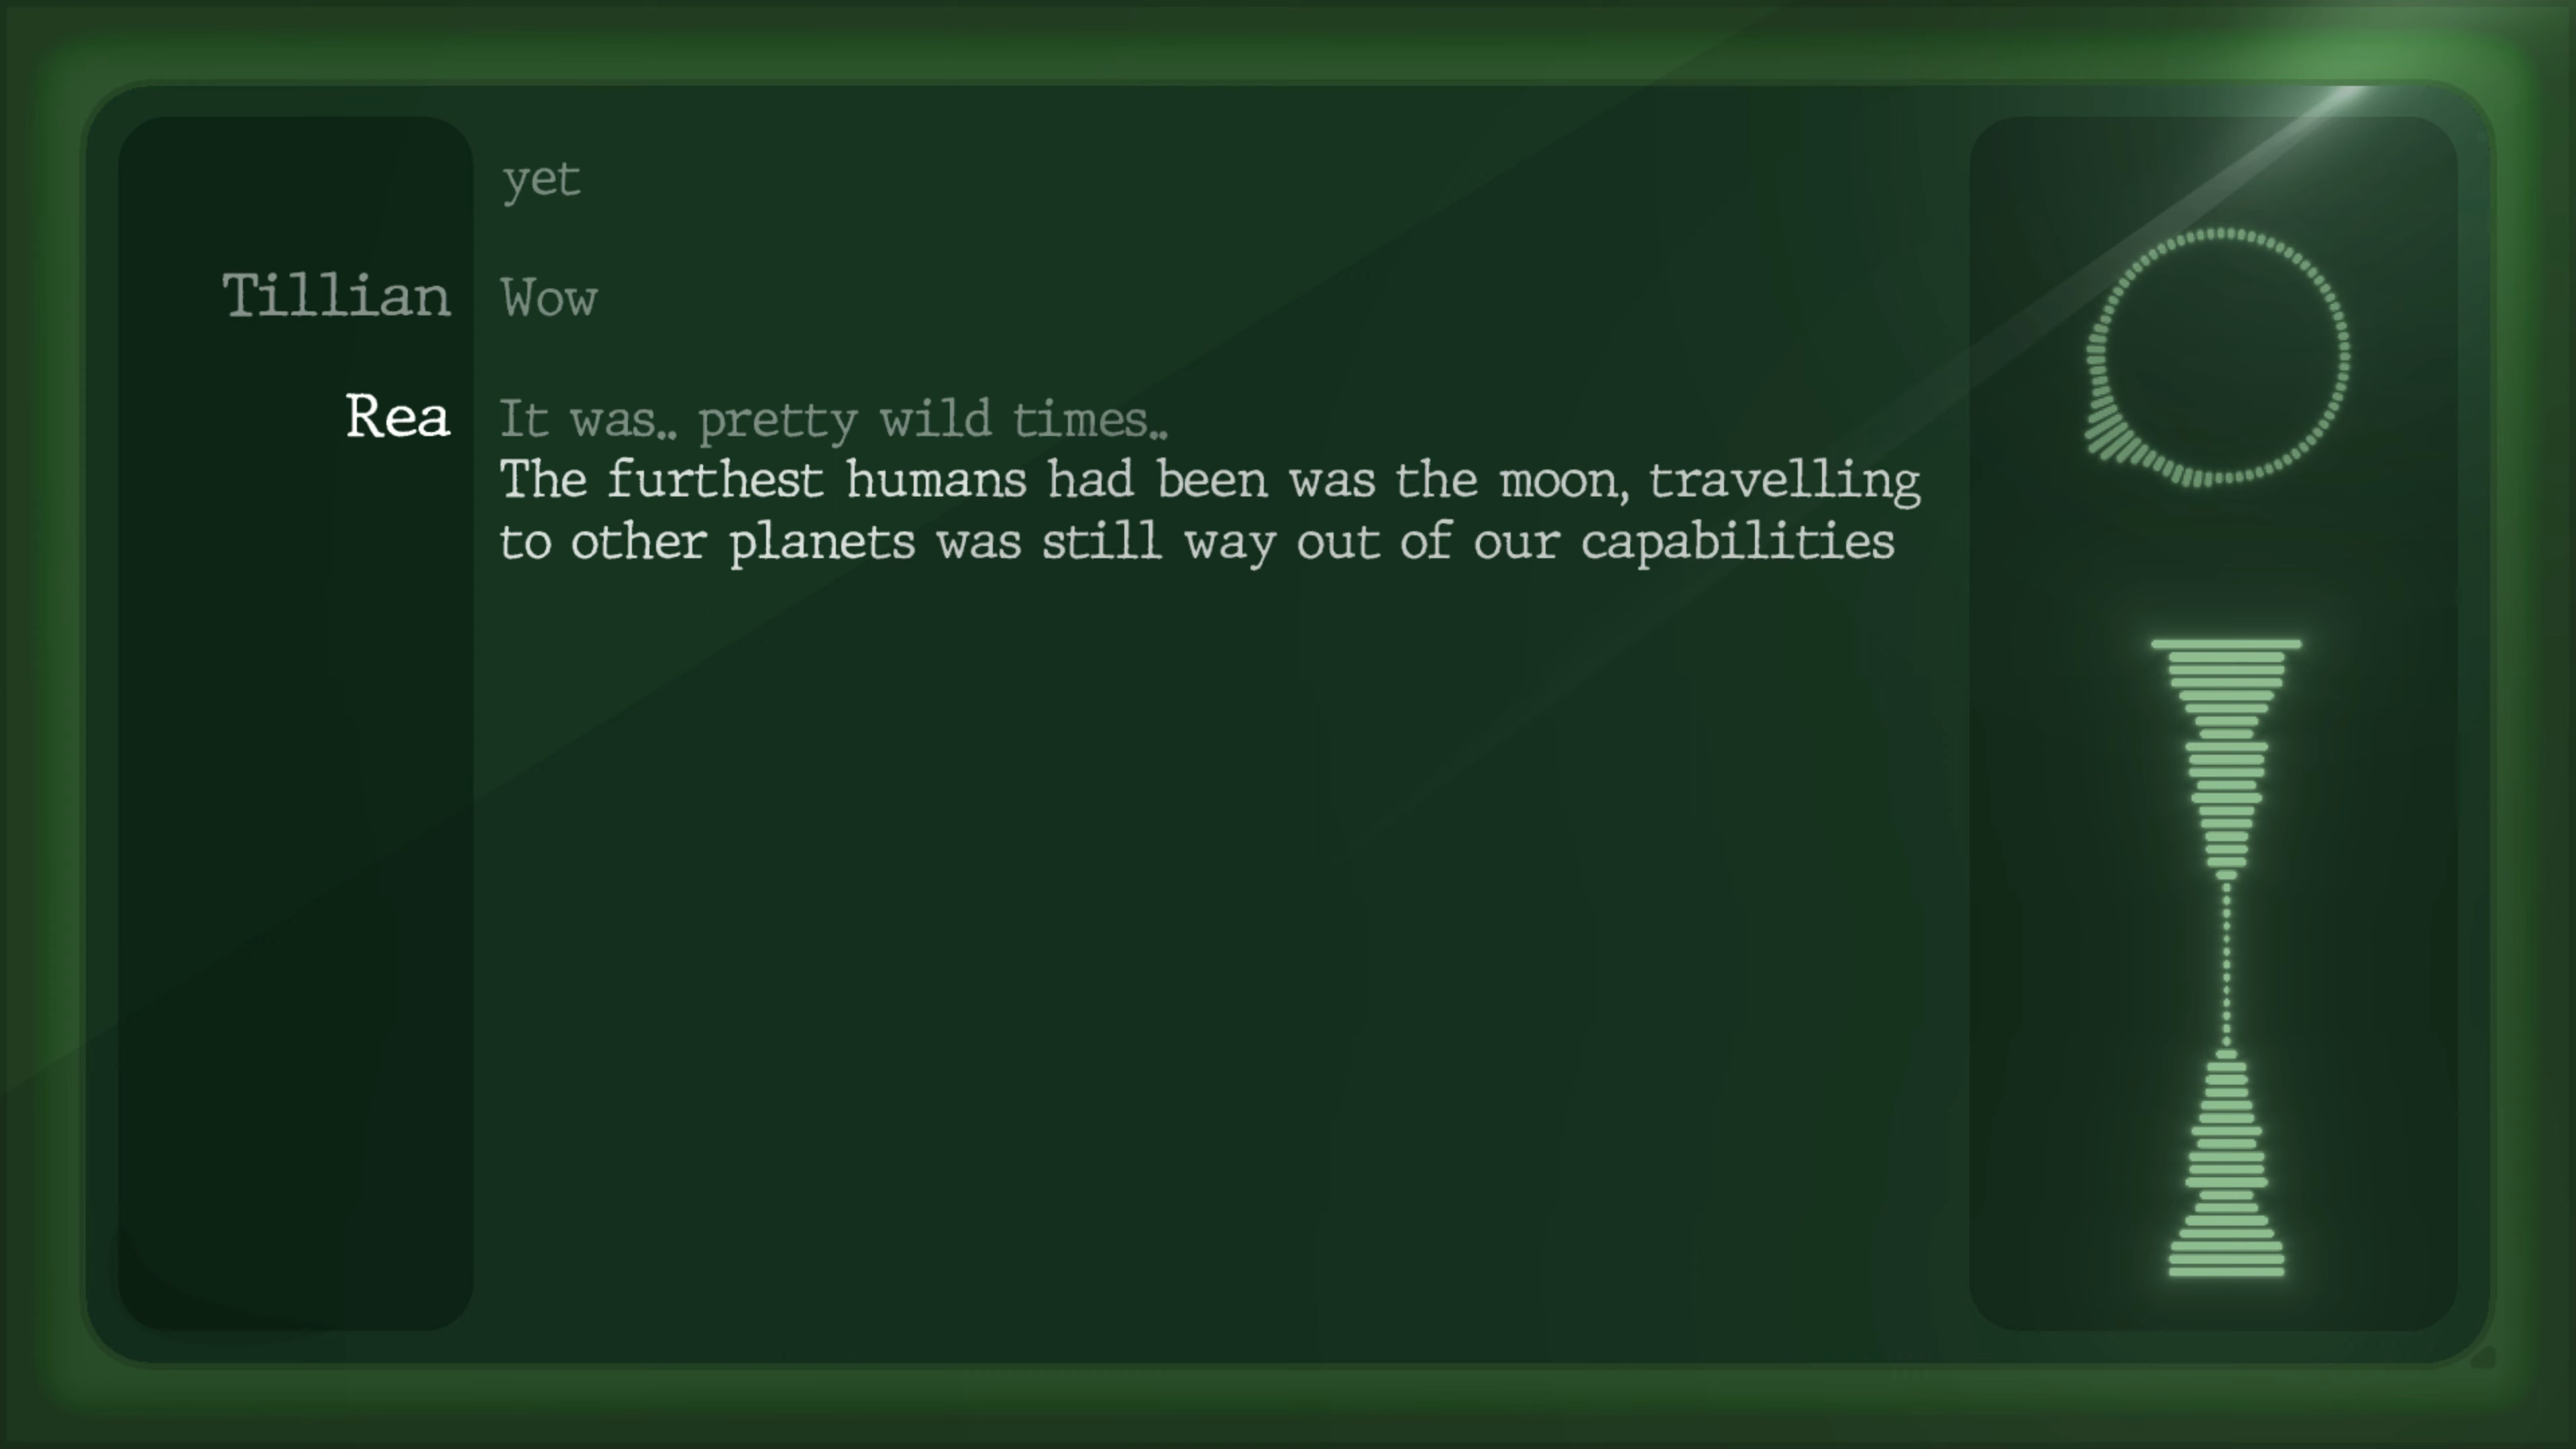 yet
Tillian Wow
Rea It was.. pretty wild times..
The furthest humans had been was the moon, travelling
to other planets was still way out of our capabilities